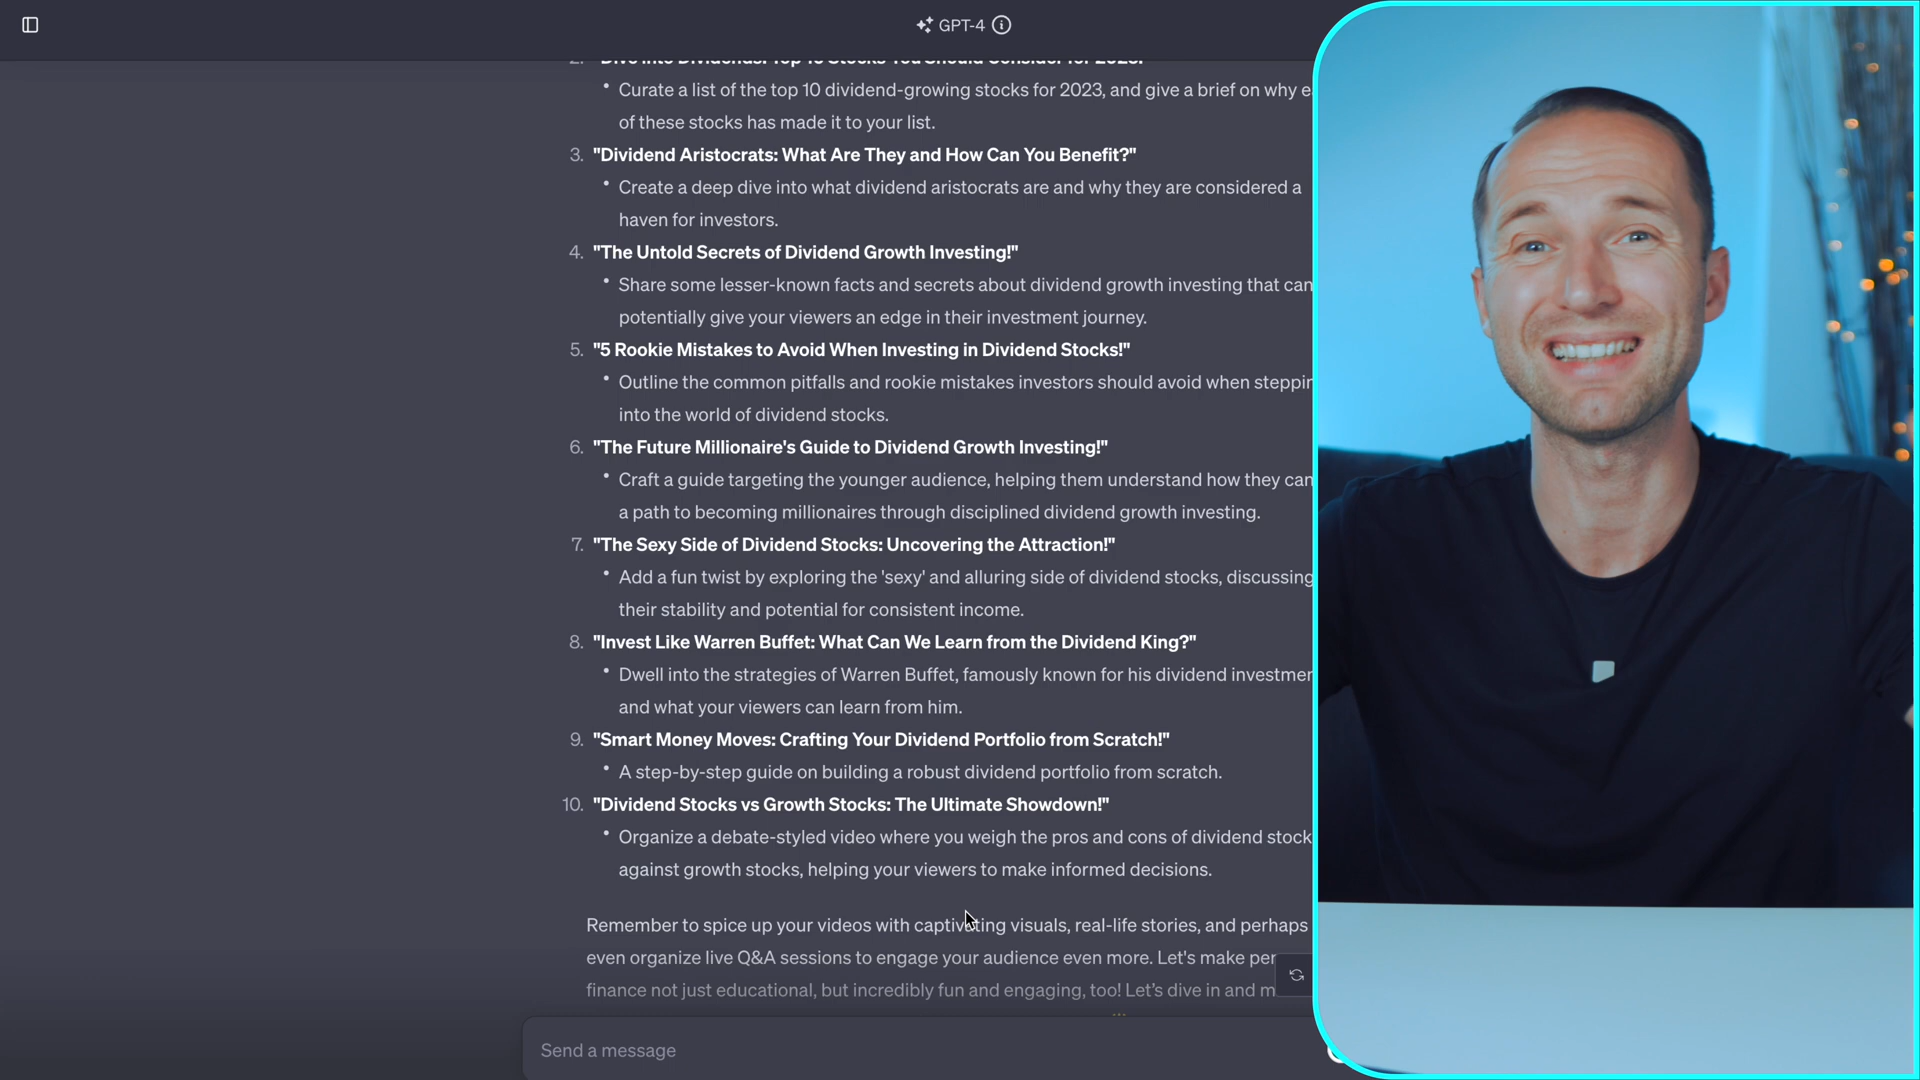 GPT-4
2. "Dive into Dividends: Top 10 Stocks You Should Consider for 2023!"
• Curate a list of the top 10 dividend-growing stocks for 2023, and give a brief on why
of these stocks has made it to your list.
3. "Dividend Aristocrats: What Are They and How Can You Benefit?"
• Create a deep dive into what dividend aristocrats are and why they are considered a
haven for investors.
4. "The Untold Secrets of Dividend Growth Investing!"
• Share some lesser-known facts and secrets about dividend growth investing that can
potentially give your viewers an edge in their investment journey.
5. "5 Rookie Mistakes to Avoid When Investing in Dividend Stocks!"
• Outline the common pitfalls and rookie mistakes investors should avoid when
into the world of dividend stocks.
6. "The Future Millionaire's Guide to Dividend Growth Investing!"
• Craft a guide targeting the younger audience, helping them understand how they can
a path to becoming millionaires through disciplined dividend growth investing.
7. "The Sexy Side of Dividend Stocks: Uncovering the Attraction!"
• Add a fun twist by exploring the 'sexy' and alluring side of dividend stocks, discussing
their stability and potential for consistent income.
8. "Invest Like Warren Buffet: What Can We Learn from the Dividend King?"
• Dwell into the strategies of Warren Buffet, famously known for his dividend
and what your viewers can learn from him.
9. "Smart Money Moves: Crafting Your Dividend Portfolio from Scratch!"
• A step-by-step guide on building a robust dividend portfolio from scratch.
10. "Dividend Stocks vs Growth Stocks: The Ultimate Showdown!"
• Organize a debate-styled video where you weigh the pros and cons of dividend stock
against growth stocks, helping your viewers to make informed decisions.
Remember to spice up your videos with captivating visuals, real-life stories, and perhaps
even organize live Q&A sessions to engage your audience even more. Let's make
finance not just educational, but incredibly fun and engaging, too! Let's dive in and
Send a message